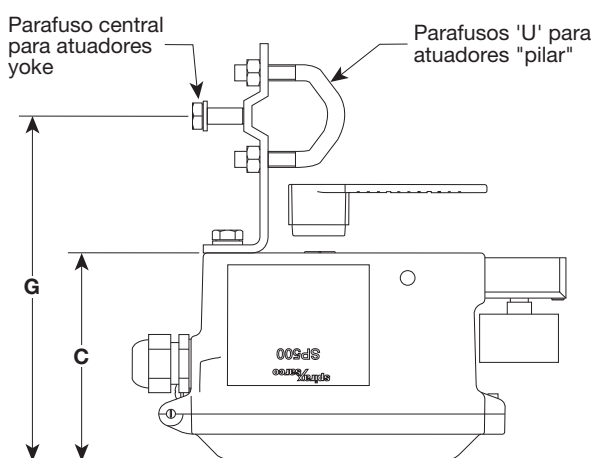 Parafuso central
para atuadores
yoke
Parafusos 'U' para
atuadores "pilar"
G
C
SP500
spirax
sarco